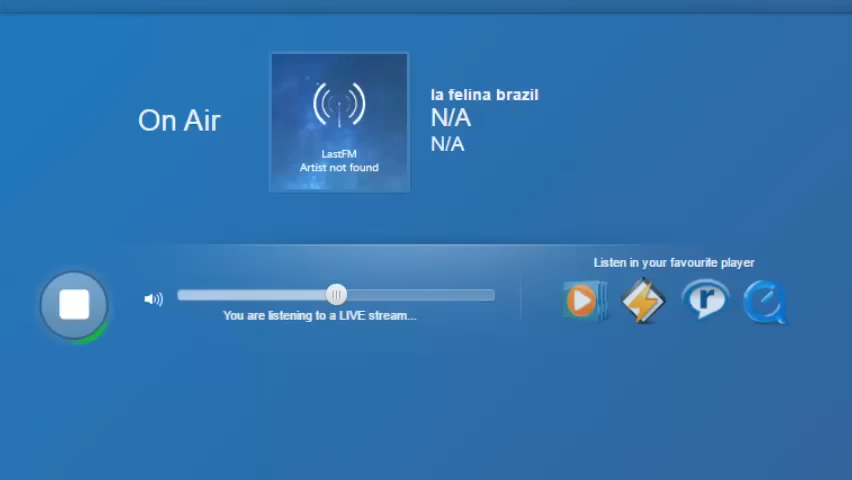 On Air
LastFM
Artist not found
la felina brazil
N/A
N/A
Listen in your favourite player
You are listening to a LIVE stream...